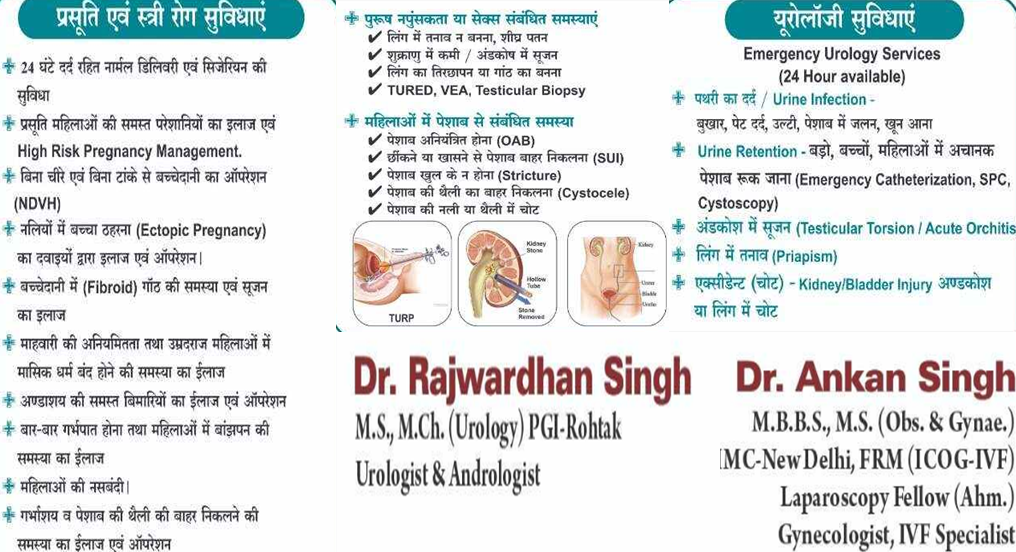 प्रसूति एवं स्त्री रोग सुविधाएं
24 घंटे दर्द रहित नार्मल डिलिवरी एवं सिजेरियन की
सुविधा
प्रसूति महिलाओं की समस्त परेशानियों का इलाज एवं
High Risk Pregnancy Management.
बिना चीरे एवं बिना टांके से बच्चेदानी का ऑपरेशन
(NDVH)
नलियों में बच्चा ठहरना (Ectopic Pregnancy)
का दवाइयों द्वारा इलाज एवं ऑपरेशन।
बच्चेदानी में (Fibroid) गाँठ की समस्या एवं सूजन
का इलाज
माहवारी की अनियमितता तथा उम्रदराज महिलाओं में
मासिक धर्म बंद होने की समस्या का ईलाज
अण्डाशय की समस्त बिमारियों का ईलाज एवं ऑपरेशन
बार-बार गर्भपात होना तथा महिलाओं में बांझपन की
समस्या का ईलाज
महिलाओं की नसबंदी।
गर्भाशय व पेशाब की थैली की बाहर निकलने की
समस्या का ईलाज एवं ऑपरेशन
पुरूष नपुंसकता या सेक्स संबंधित समस्याएं
लिंग में तनाव न बनना, शीघ्र पतन
शुक्राणु में कमी / अंडकोष में सूजन
लिंग का तिरछापन या गांठ का बनना
TURED, VEA, Testicular Biopsy
महिलाओं में पेशाब से संबंधित समस्या
पेशाब अनियंत्रित होना (OAB)
छींकने या खासने से पेशाब बाहर निकलना (SUI)
पेशाब खुल के न होना (Stricture)
पेशाब की थैली का बाहर निकलना (Cystocele)
पेशाब की नली या थैली में चोट
TURP
Kidney
Stone
Hollow
Tube
Stone
Removed
Kidney
Ureter
Bladder
Urethra
यूरोलॉजी सुविधाएं
Emergency Urology Services
(24 Hour available)
पथरी का दर्द / Urine Infection -
बुखार, पेट दर्द, उल्टी, पेशाब में जलन, खून आना
Urine Retention - बड़ो, बच्चों, महिलाओं में अचानक
पेशाब रूक जाना (Emergency Catheterization, SPC,
Cystoscopy)
अंडकोश में सूजन (Testicular Torsion / Acute Orchitis
लिंग में तनाव (Priapism)
एक्सीडेन्ट (चोट) - Kidney/Bladder Injury अण्डकोश
या लिंग में चोट
Dr. Rajwardhan Singh
M.S., M.Ch. (Urology) PGI-Rohtak
Urologist & Andrologist
Dr. Ankan Singh
M.B.B.S., M.S. (Obs. & Gynae.)
MC-New Delhi, FRM (ICOG-IVF)
Laparoscopy Fellow (Ahm.)
Gynecologist, IVF Specialist